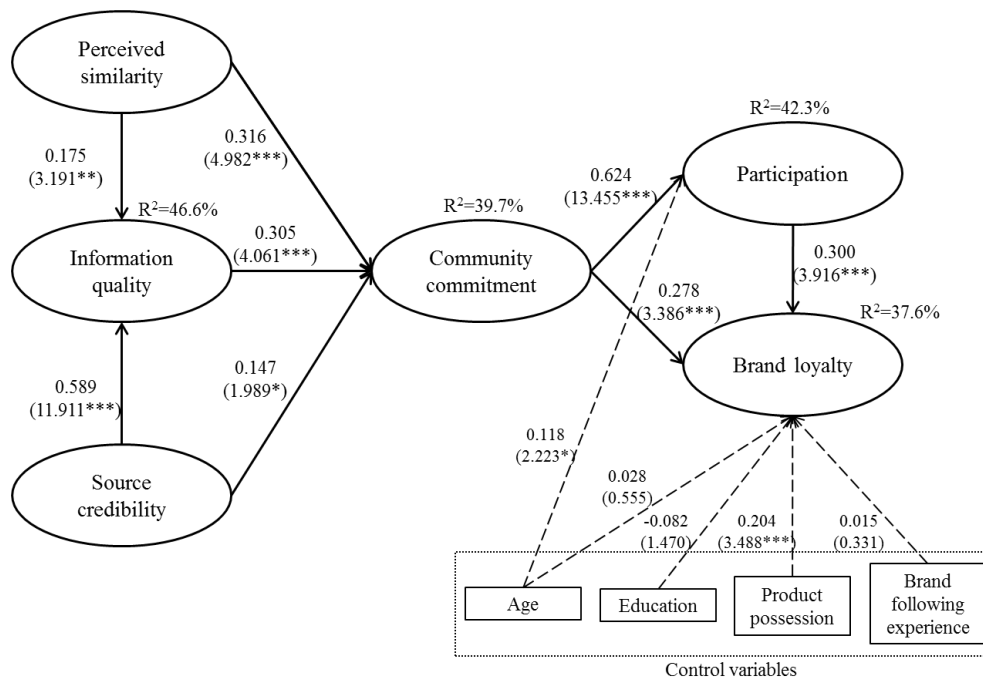 Perceived
similarity
0.175
(3.191**)
0.316
(4.982***)
R²=46.6%
Information
quality
0.305
(4.061***)
0.589
(11.911***)
Source
credibility
0.147
(1.989*)
R²=39.7%
Community
commitment
0.624
(13.455***)
R²=42.3%
Participation
0.300
(3.916***)
0.278
(3.386***)
R²=37.6%
Brand loyalty
0.118
(2.223*)
0.028
(0.555)
-0.082
(1.470)
0.204
(3.488***)
0.015
(0.331)
Age
Education
Product
possession
Brand
following
experience
Control variables